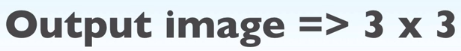 Output image => 3 x 3